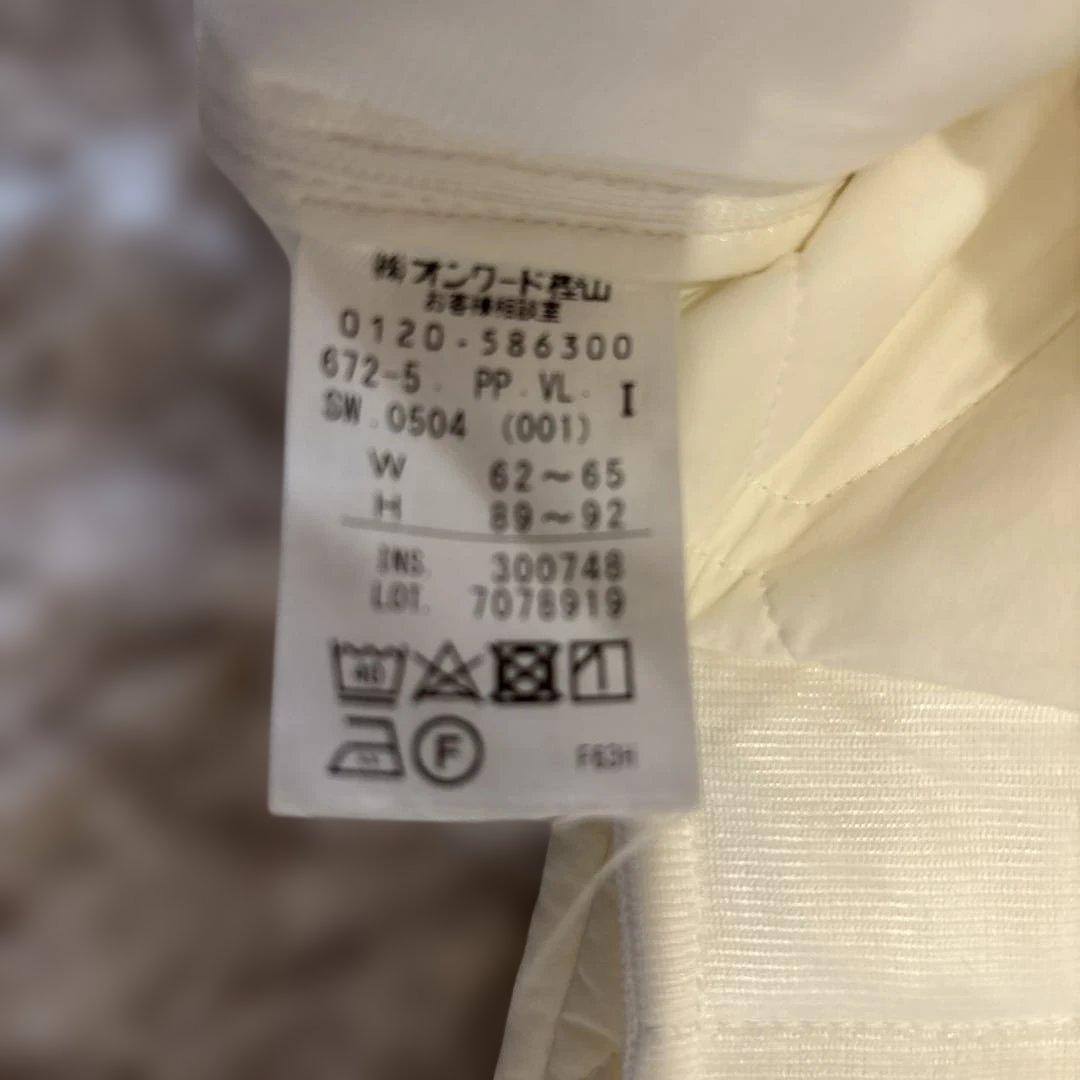 ㈱オンワード樫山
お客様相談室
0120-586300
672-5. PP.VL. I
SW.0504 (001)
W 62～65
H 89～92
INS. 300748
LOT. 7078919
40
F
F63H